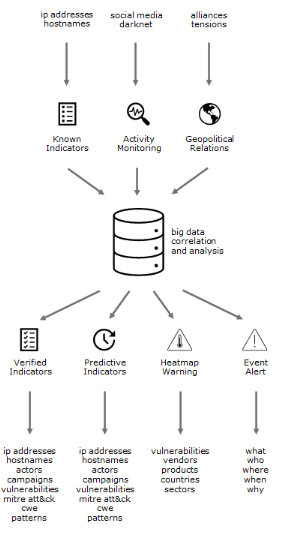 ip addresses
hostnames
social media
darknet
alliances
tensions
Known
Indicators
Activity
Monitoring
Geopolitical
Relations
big data
correlation
and analysis
Verified
Indicators
Predictive
Indicators
Heatmap
Warning
Event
Alert
ip addresses
hostnames
actors
campaigns
vulnerabilities
mitre att&ck
cwe
patterns
ip addresses
hostnames
actors
campaigns
vulnerabilities
mitre att&ck
cwe
patterns
vulnerabilities
vendors
products
countries
sectors
what
who
where
when
why